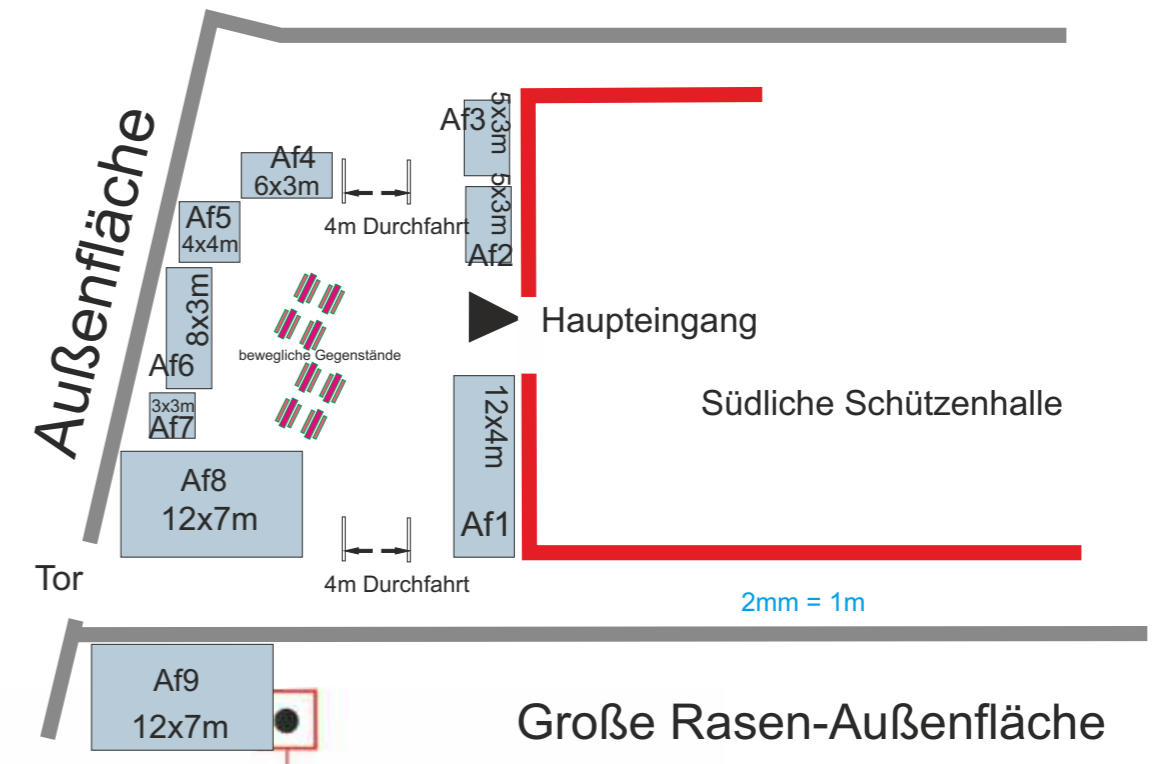 Außenfläche
Af3
5x3m
Af4
6x3m
5x3m
Af2
4m Durchfahrt
Af5
4x4m
8x3m
Af6
Haupteingang
bewegliche Gegenstände
3x3m
Af7
12x4m
Af1
Südliche Schützenhalle
Af8
12x7m
Tor
4m Durchfahrt
2mm = 1m
Af9
12x7m
Große Rasen-Außenfläche